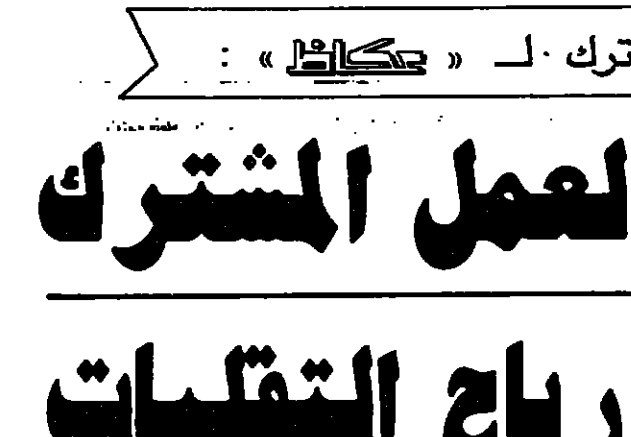 ترك لـ « عكاظ » :
لعمل المشترك
رياح التقلبات